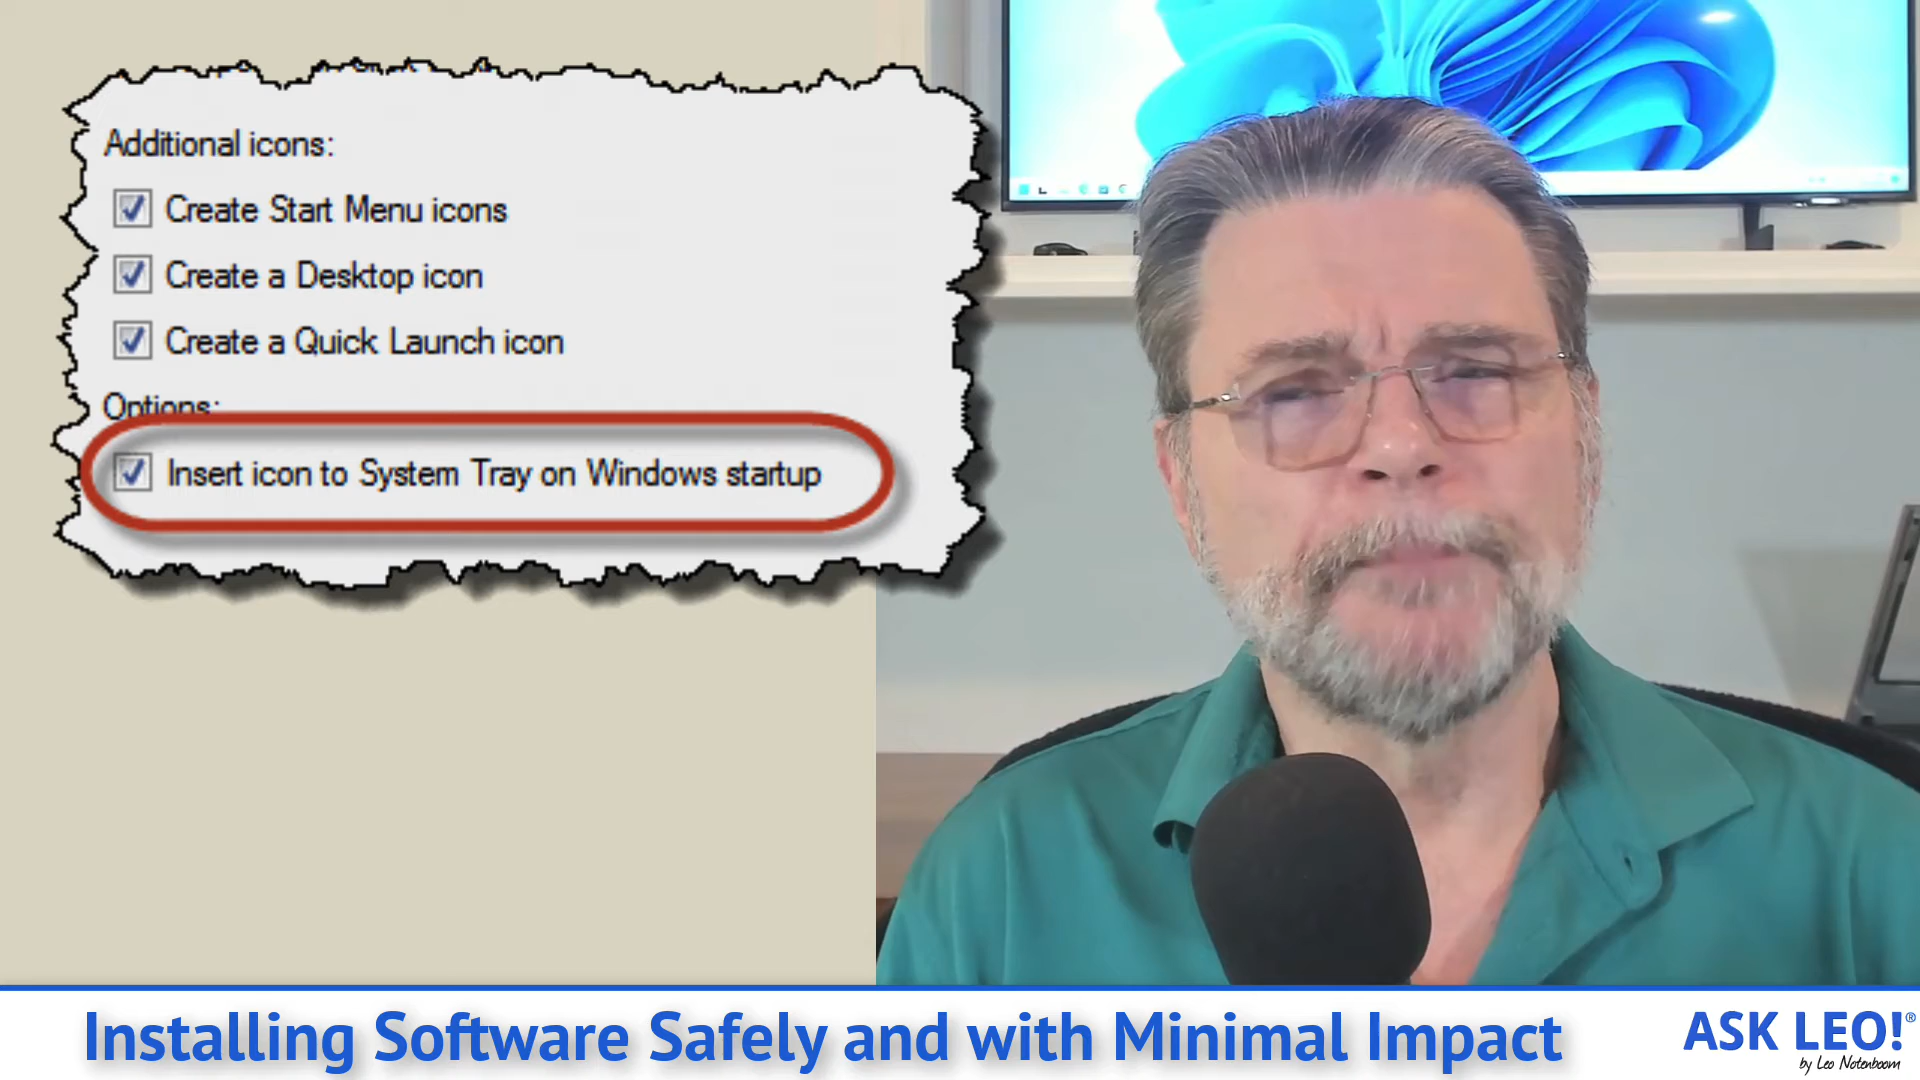 Additional icons:
Create Start Menu icons
Create a Desktop icon
Create a Quick Launch icon
Options:
Insert icon to System Tray on Windows startup
Installing Software Safely and with Minimal Impact
ASK LEO!®
by Leo Notenboom